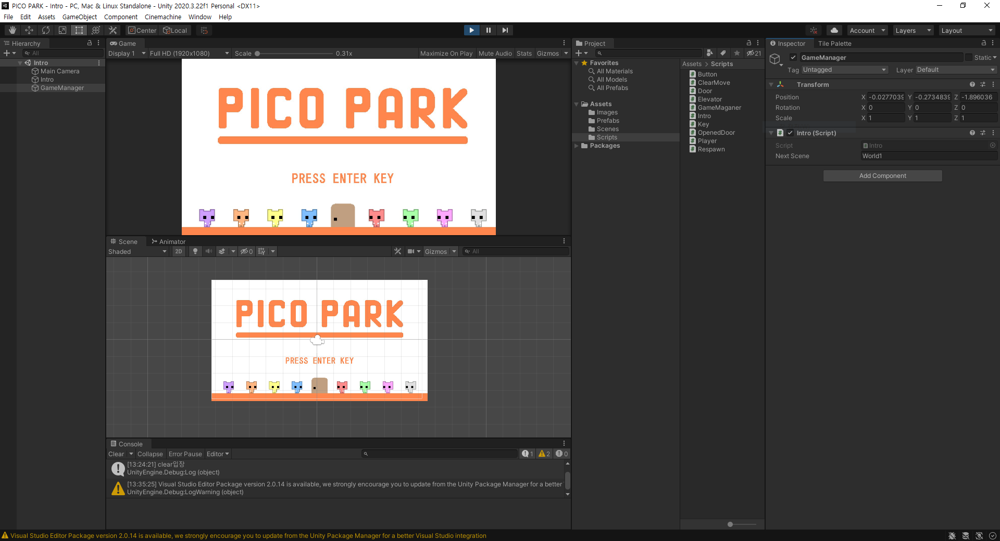 PICO PARK - Intro - PC, Mac & Linux Standalone - Unity 2020.3.22f1 Personal <DX11>
File Edit Assets GameObject Component Cinemachine Window Help
Center Local Account Layers Layout
Hierarchy
All
Intro
Main Camera
Intro
GameManager
Game
Display 1 Full HD (1920x1080) Scale 0.31x Maximize On Play Mute Audio Stats Gizmos
PICO PARK
PRESS ENTER KEY
Scene Animator
Shaded 2D 0 Gizmos All
PICO PARK
PRESS ENTER KEY
Console
Clear Collapse Error Pause Editor 1 2 0
[13:24:21] clear입장
UnityEngine.Debug:Log (object)
[13:35:25] Visual Studio Editor Package version 2.0.14 is available, we strongly encourage you to update from the Unity Package Manager for a better
UnityEngine.Debug:LogWarning (object)
Project
21
Favorites
All Materials
All Models
All Prefabs
Assets
Images
Prefabs
Scenes
Scripts
Packages
Assets > Scripts
Button
ClearMove
Door
Elevator
GameMaganer
Intro
Key
OpenedDoor
Player
Respawn
Inspector Tile Palette
GameManager Static
Tag Untagged Layer Default
Transform
Position X -0.0277039 Y -0.2734839 Z -1.896036
Rotation X 0 Y 0 Z 0
Scale X 1 Y 1 Z 1
Intro (Script)
Script Intro
Next Scene World1
Add Component
Visual Studio Editor Package version 2.0.14 is available, we strongly encourage you to update from the Unity Package Manager for a better Visual Studio integration